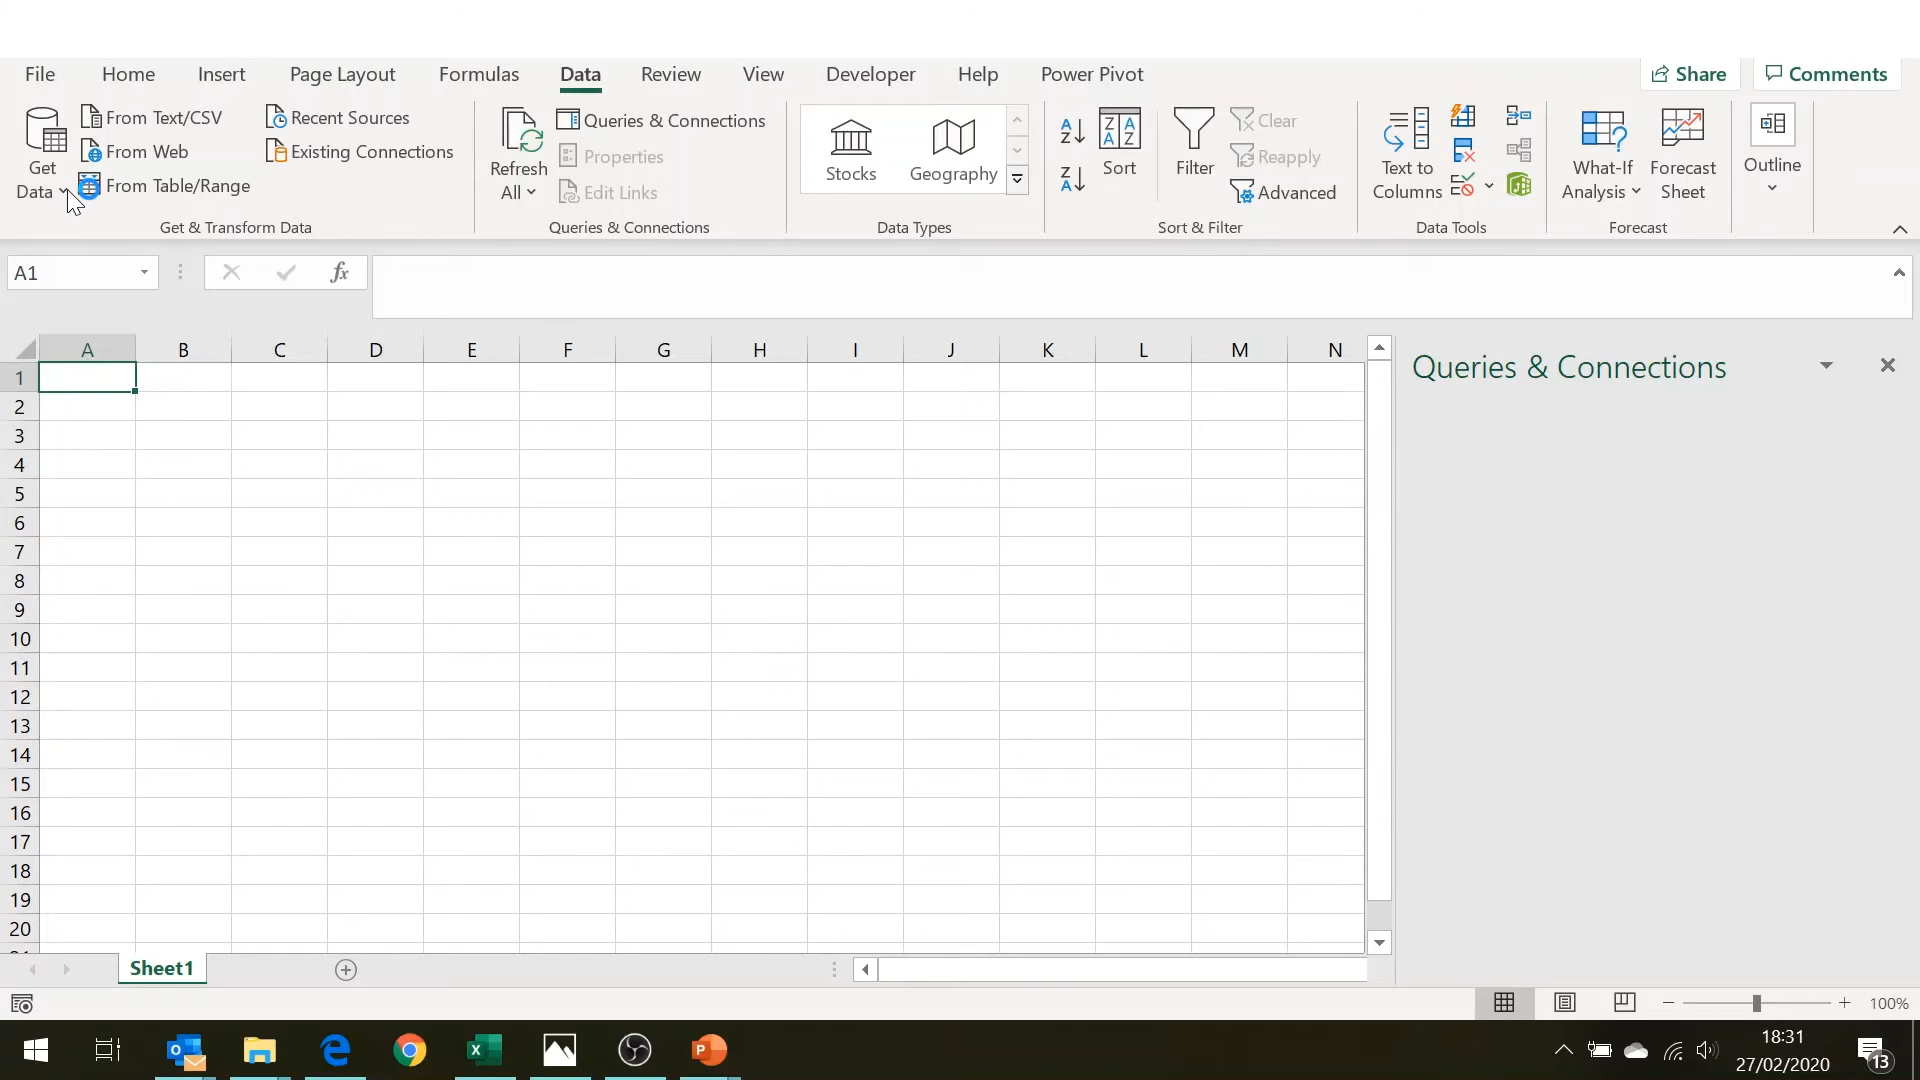 File Home Insert Page Layout Formulas Data Review View Developer Help Power Pivot Share Comments
Get Data
From Text/CSV
From Web
From Table/Range
Recent Sources
Existing Connections
Get & Transform Data
Refresh All
Queries & Connections
Properties
Edit Links
Queries & Connections
Stocks Geography
Data Types
Sort
Filter
Clear
Reapply
Advanced
Sort & Filter
Text to Columns
Data Tools
What-If Analysis
Forecast Sheet
Forecast
Outline
A1
fx
A B C D E F G H I J K L M N
1
2
3
4
5
6
7
8
9
10
11
12
13
14
15
16
17
18
19
20
Queries & Connections
Sheet1
100%
18:31
27/02/2020
13